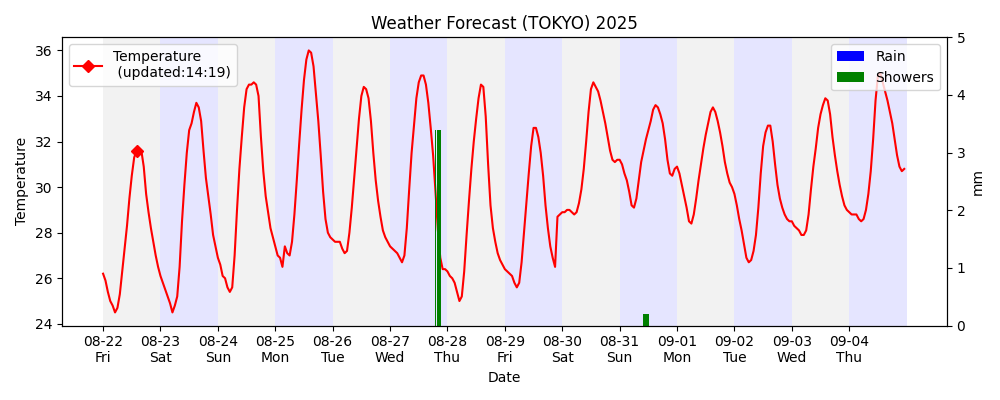 Weather Forecast (TOKYO) 2025
Temperature
(updated:14:19)
Rain
Showers
36
34
32
30
28
26
24
Temperature
5
4
3
2
1
0
mm
08-22 08-23 08-24 08-25 08-26 08-27 08-28 08-29 08-30 08-31 09-01 09-02 09-03 09-04
Fri Sat Sun Mon Tue Wed Thu Fri Sat Sun Mon Tue Wed Thu
Date